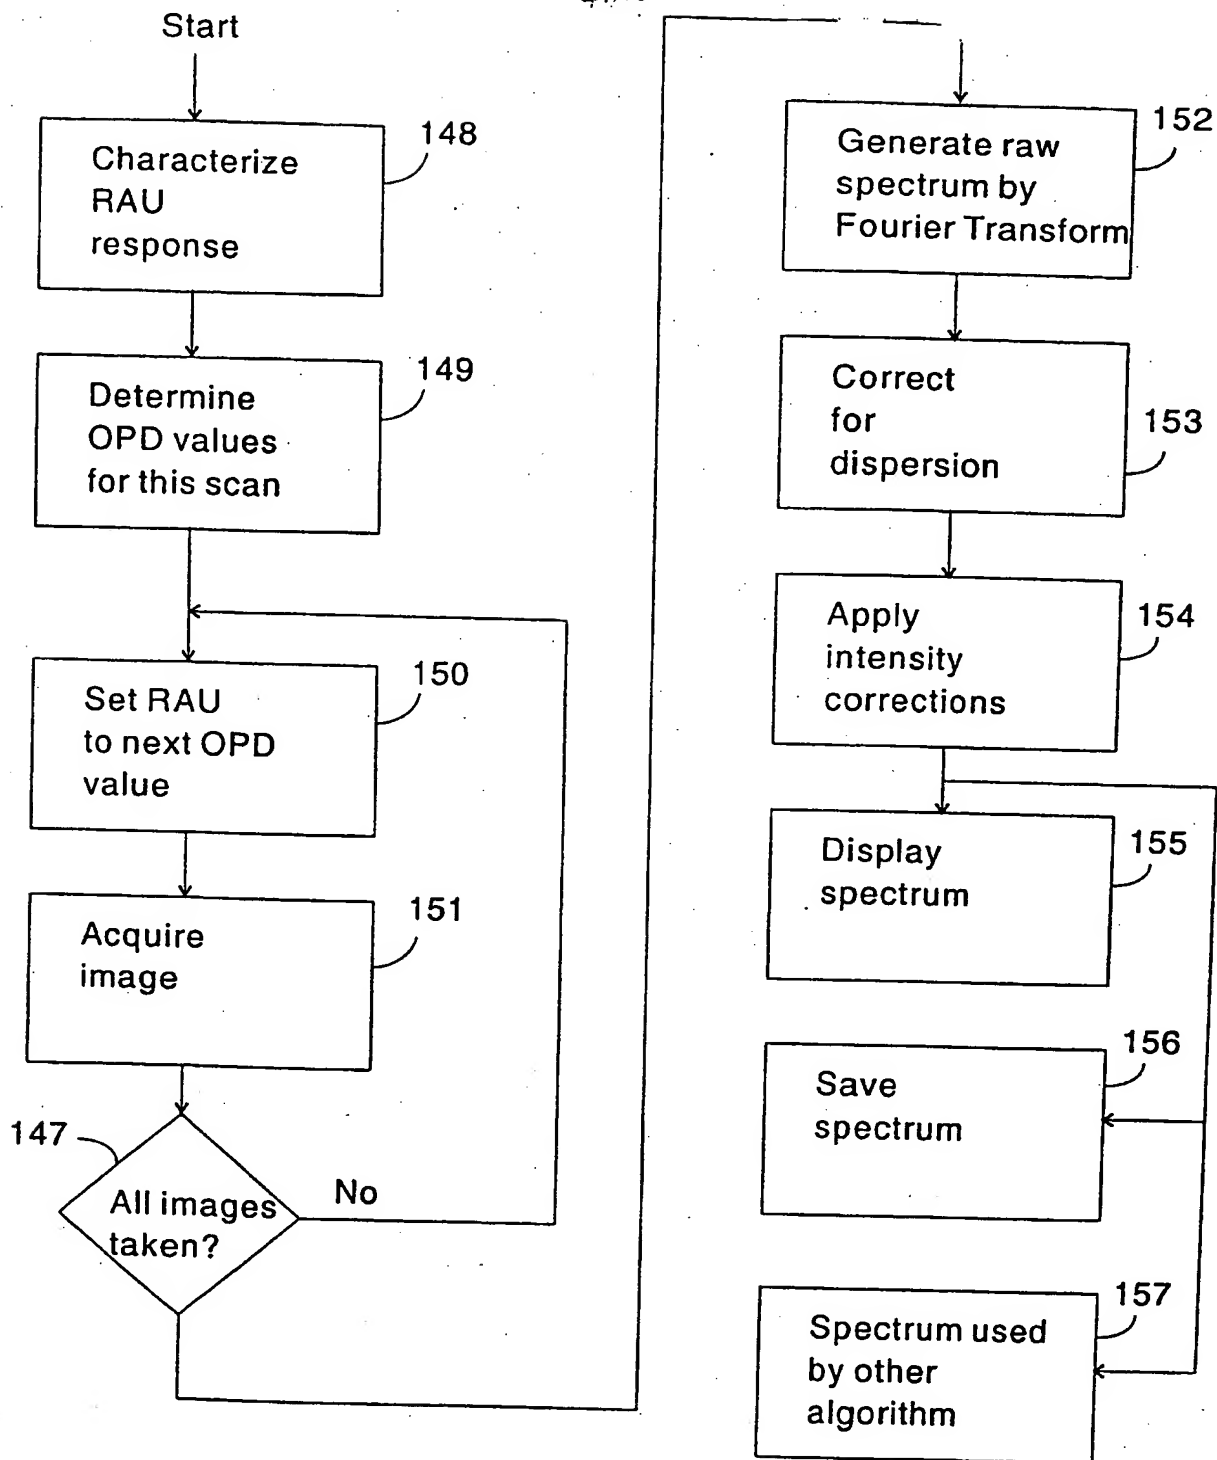 Start
148
Characterize
RAU
response
149
Determine
OPD values
for this scan
150
Set RAU
to next OPD
value
151
Acquire
image
147
All images
taken?
No
152
Generate raw
spectrum by
Fourier Transform
153
Correct
for
dispersion
154
Apply
intensity
corrections
155
Display
spectrum
156
Save
spectrum
157
Spectrum used
by other
algorithm